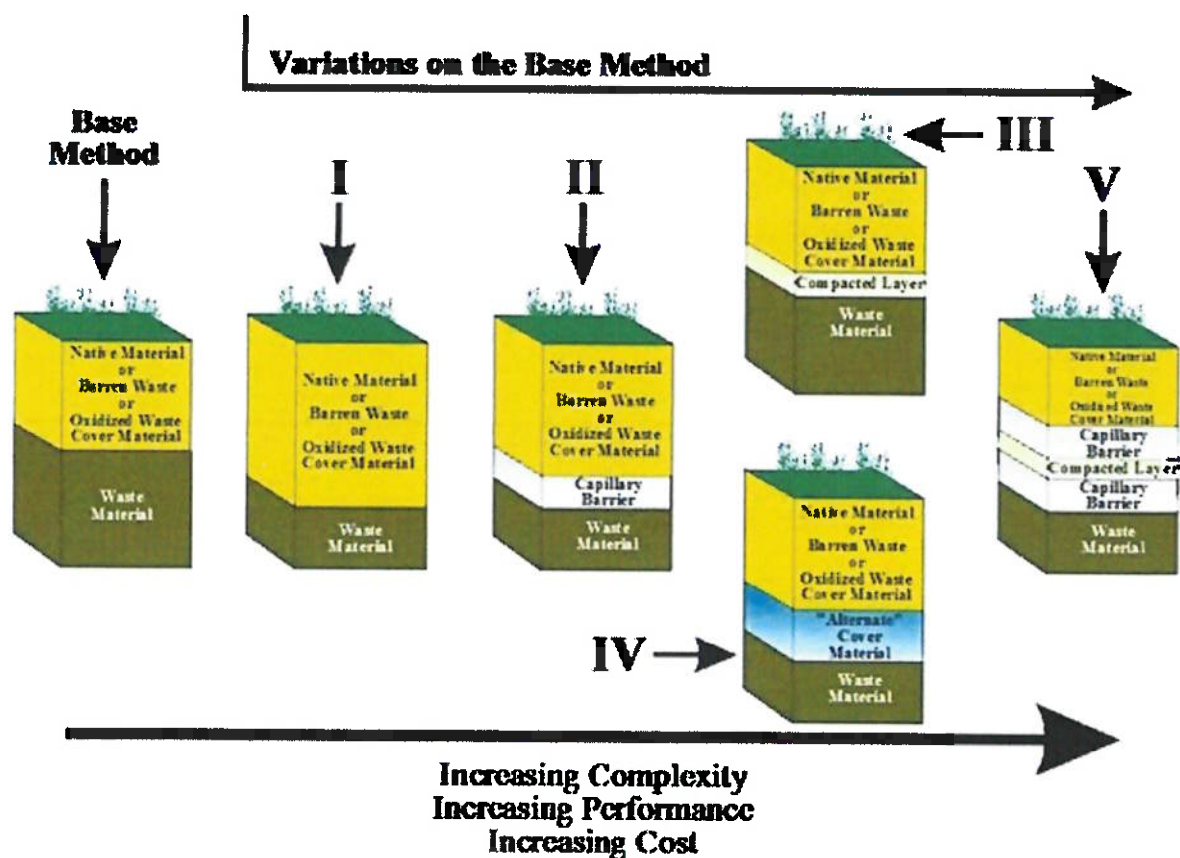 Variations on the Base Method
Base
Method
I
II
III
IV
V
Native Material
or
Barren Waste
or
Oxidized Waste
Cover Material
Waste
Material
Native Material
or
Barren Waste
or
Oxidized Waste
Cover Material
Waste
Material
Native Material
or
Barren Waste
or
Oxidized Waste
Cover Material
Capillary
Barrier
Waste
Material
Native Material
or
Barren Waste
or
Oxidized Waste
Cover Material
Compacted Layer
Waste
Material
Native Material
or
Barren Waste
or
Oxidized Waste
Cover Material
"Alternate"
Cover
Material
Waste
Material
Native Material
or
Barren Waste
or
Oxidized Waste
Cover Material
Capillary
Barrier
Compacted Layer
Capillary
Barrier
Waste
Material
Increasing Complexity
Increasing Performance
Increasing Cost